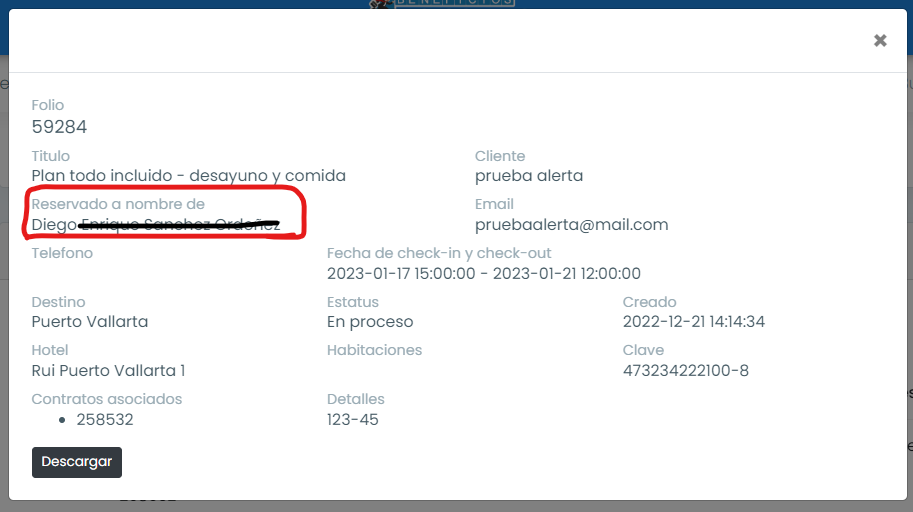 BENEFICIOS
×
Folio
59284
Titulo
Plan todo incluido - desayuno y comida
Cliente
prueba alerta
Reservado a nombre de
Diego
Email
pruebaalerta@mail.com
Telefono
Fecha de check-in y check-out
2023-01-17 15:00:00 - 2023-01-21 12:00:00
Destino
Puerto Vallarta
Estatus
En proceso
Creado
2022-12-21 14:14:34
Hotel
Rui Puerto Vallarta 1
Habitaciones
Clave
473234222100-8
Contratos asociados
• 258532
Detalles
123-45
Descargar